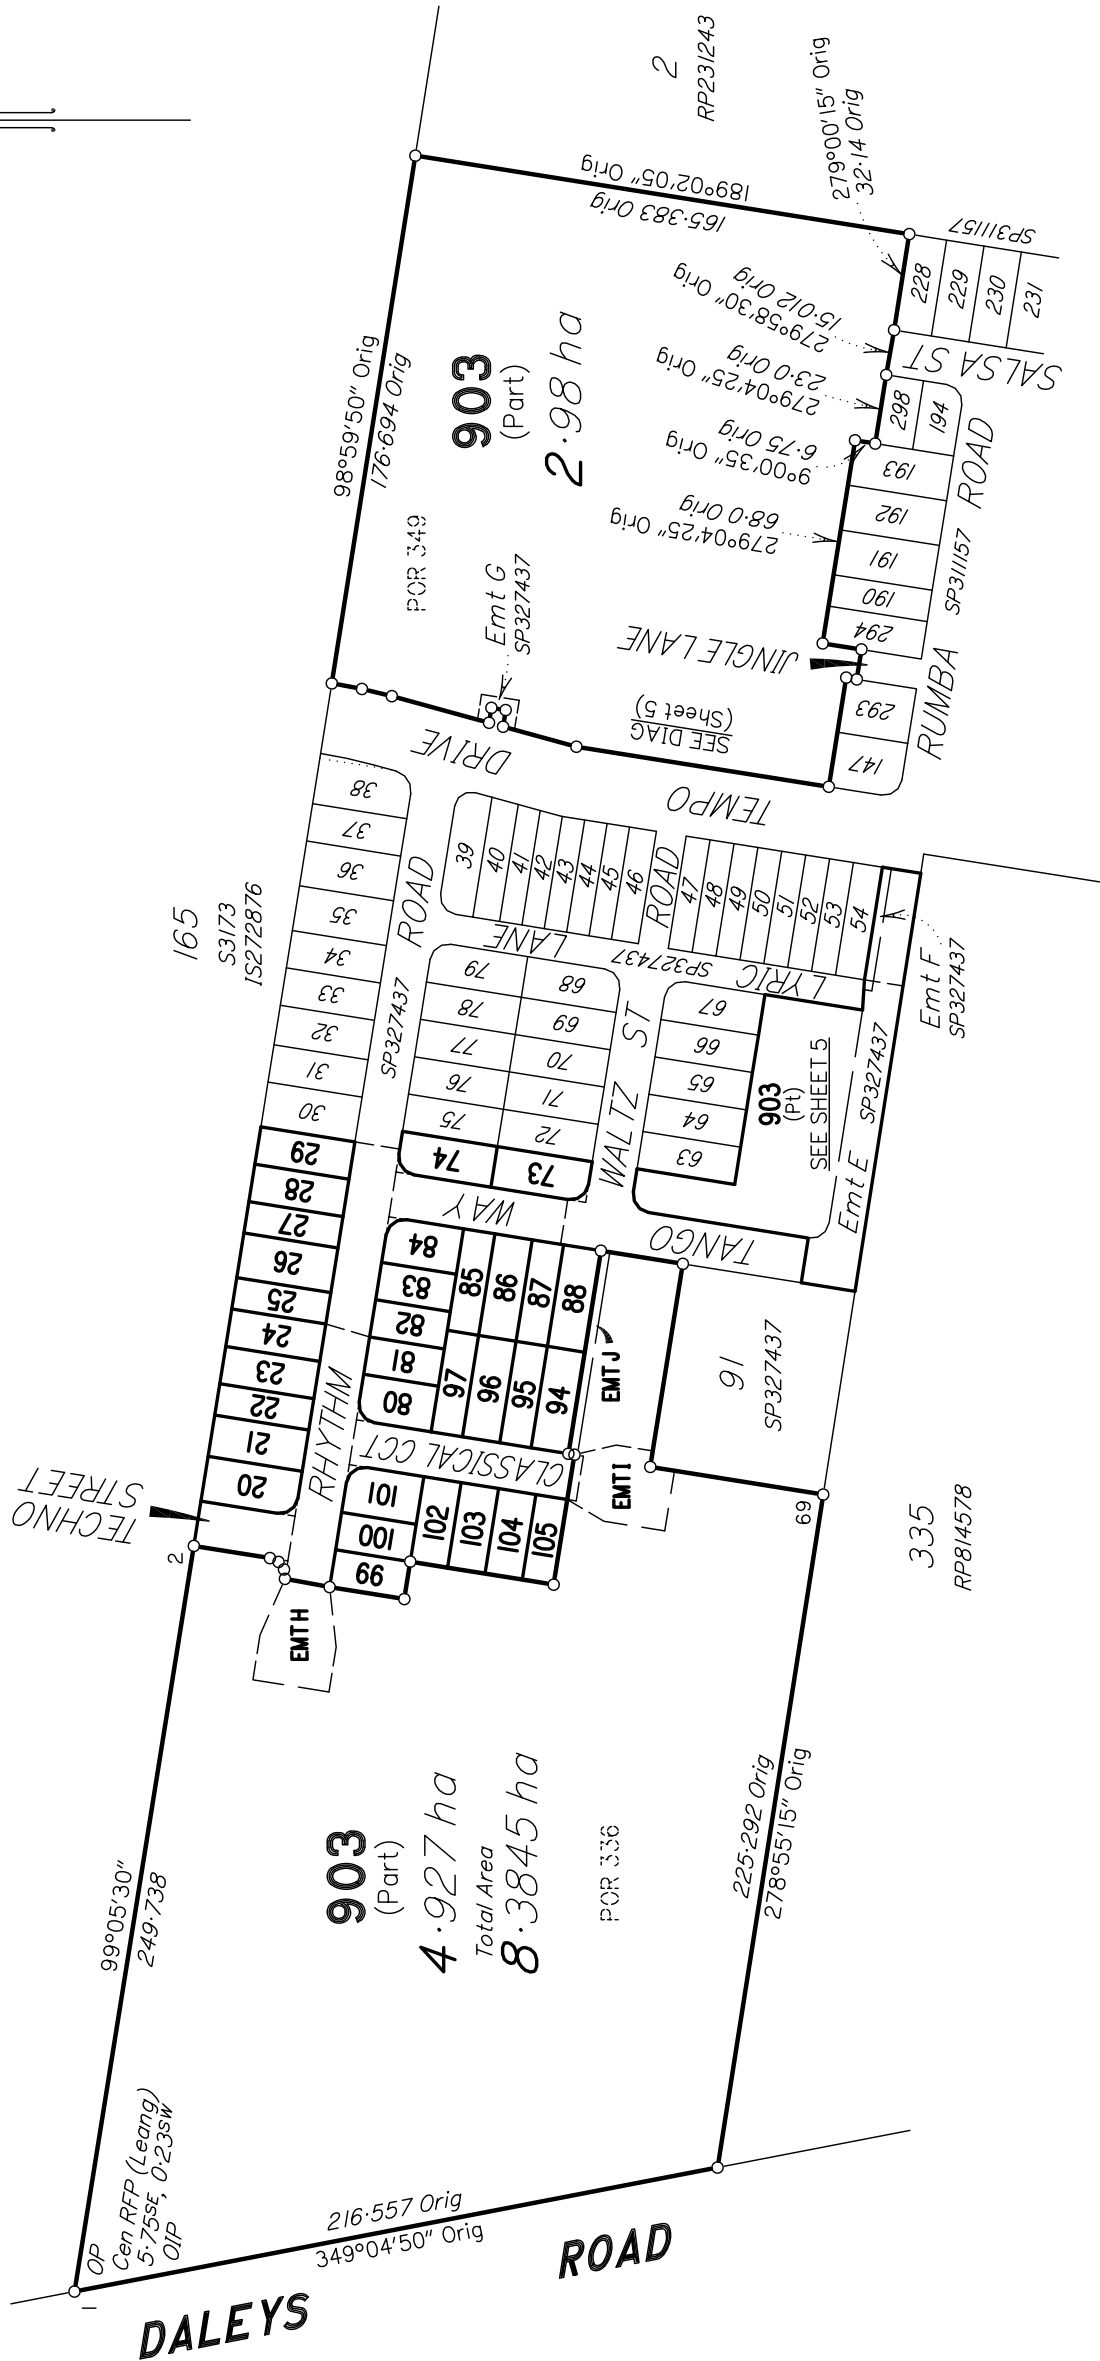 165
S3173
IS272876
2
RP231243
98°59'50" Orig
176·694 Orig
189°02'05" Orig
165·383 Orig
279°00'15" Orig
32·14 Orig
279°58'30" Orig
15·012 Orig
279°04'25" Orig
23·0 Orig
9°00'35" Orig
6·75 Orig
279°04'25" Orig
68·0 Orig
903
(Part)
2·98 ha
POR 349
Emt G
SP327437
SEE DIAG
(Sheet 5)
JINGLE LANE
SP311157
228
229
230
231
SALSA ST
298
194
193
192
191
190
294
293
147
SP311157
RUMBA ROAD
TEMPO DRIVE
38
37
36
35
34
33
32
31
30
29
28
27
26
25
24
23
22
21
20
RHYTHM ROAD
SP327437
39
40
41
42
43
44
45
46
ROAD
47
48
49
50
51
52
53
54
LYRIC LANE
SP327437
79
78
77
76
75
74
68
69
70
71
72
73
WALTZ ST
67
66
65
64
63
903
(Pt)
SEE SHEET 5
Emt E SP327437
Emt F
SP327437
TANGO WAY
84
83
82
81
80
85
86
87
88
97
96
95
94
EMT J
EMT I
CLASSICAL CCT
101
100
99
102
103
104
105
EMT H
TECHNO
STREET
2
91
SP327437
69
335
RP814578
99°05'30"
249·738
903
(Part)
4·927 ha
Total Area
8·3845 ha
POR 336
225·292 Orig
278°55'15" Orig
OP
Cen RFP (Leang)
5·75SE, 0·23SW
OIP
1
216·557 Orig
349°04'50" Orig
DALEYS ROAD